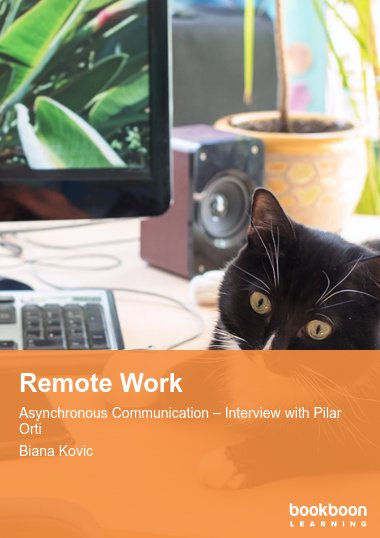 Remote Work
Asynchronous Communication – Interview with Pilar
Orti
Biana Kovic
bookboon
LEARNING